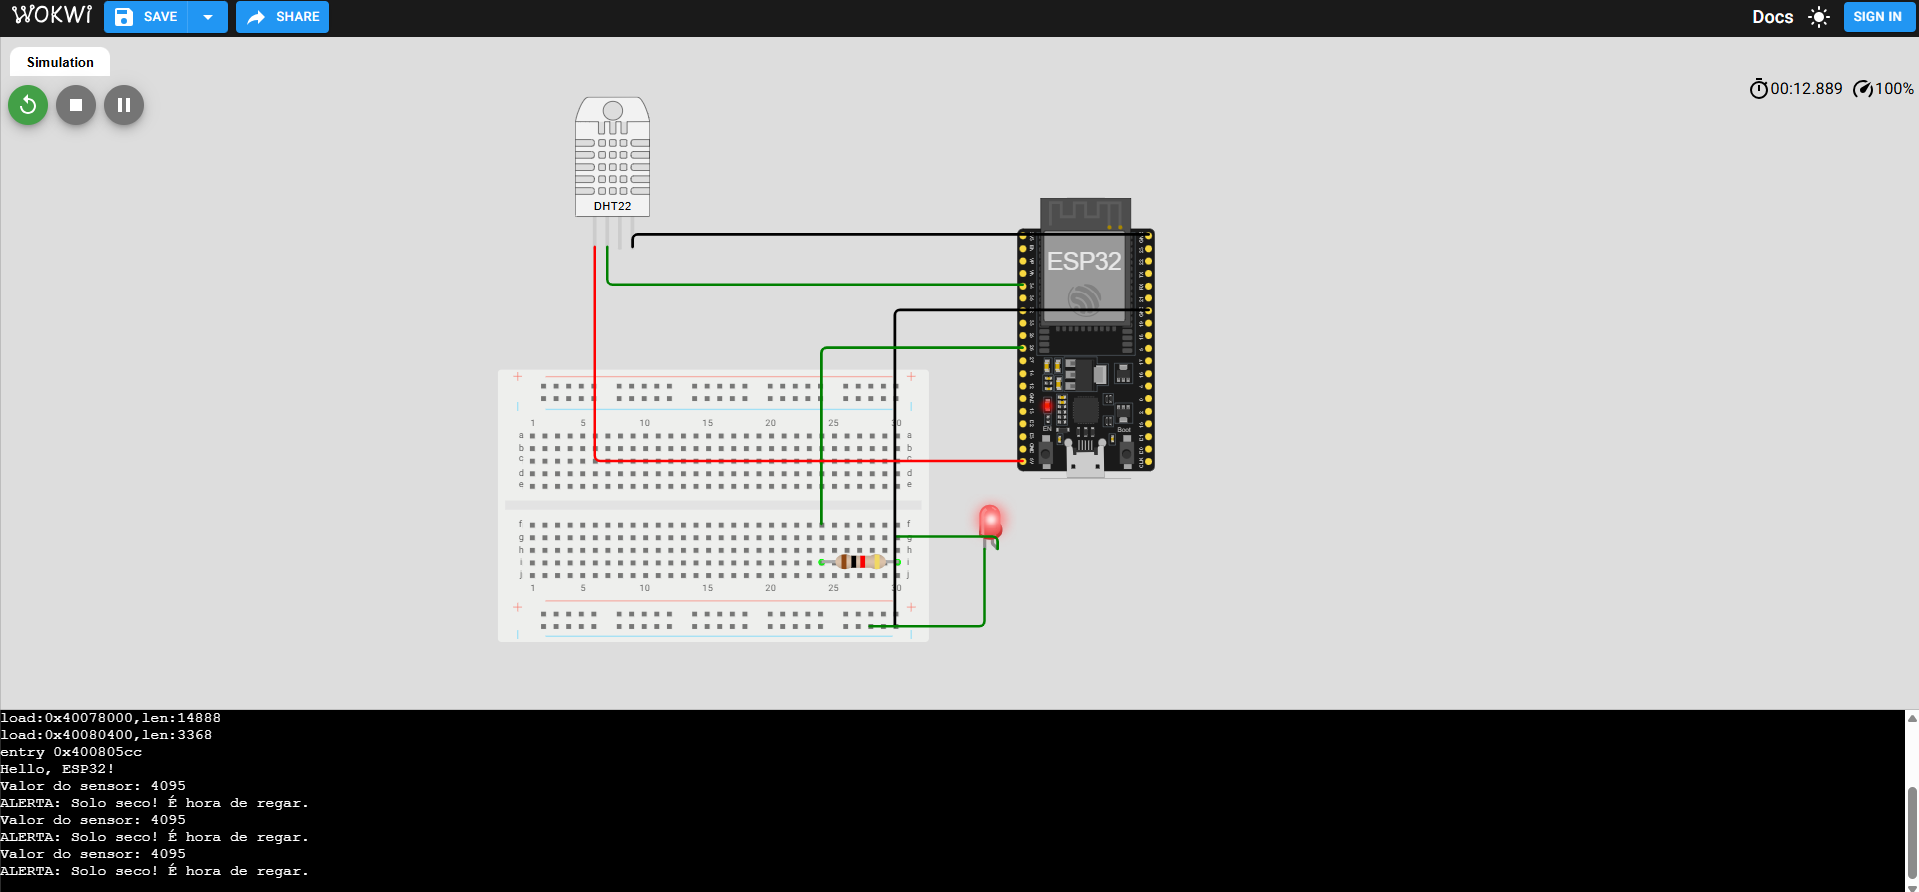 WOKWI SAVE SHARE Docs SIGN IN
Simulation
00:12.889 100%
DHT22
ESP32
EN Boot
1 5 10 15 20 25 30
a a
b b
c c
d d
e e
f f
g g
h h
i i
j j
1 5 10 15 20 25 30
load:0x40078000,len:14888
load:0x40080400,len:3368
entry 0x400805cc
Hello, ESP32!
Valor do sensor: 4095
ALERTA: Solo seco! É hora de regar.
Valor do sensor: 4095
ALERTA: Solo seco! É hora de regar.
Valor do sensor: 4095
ALERTA: Solo seco! É hora de regar.